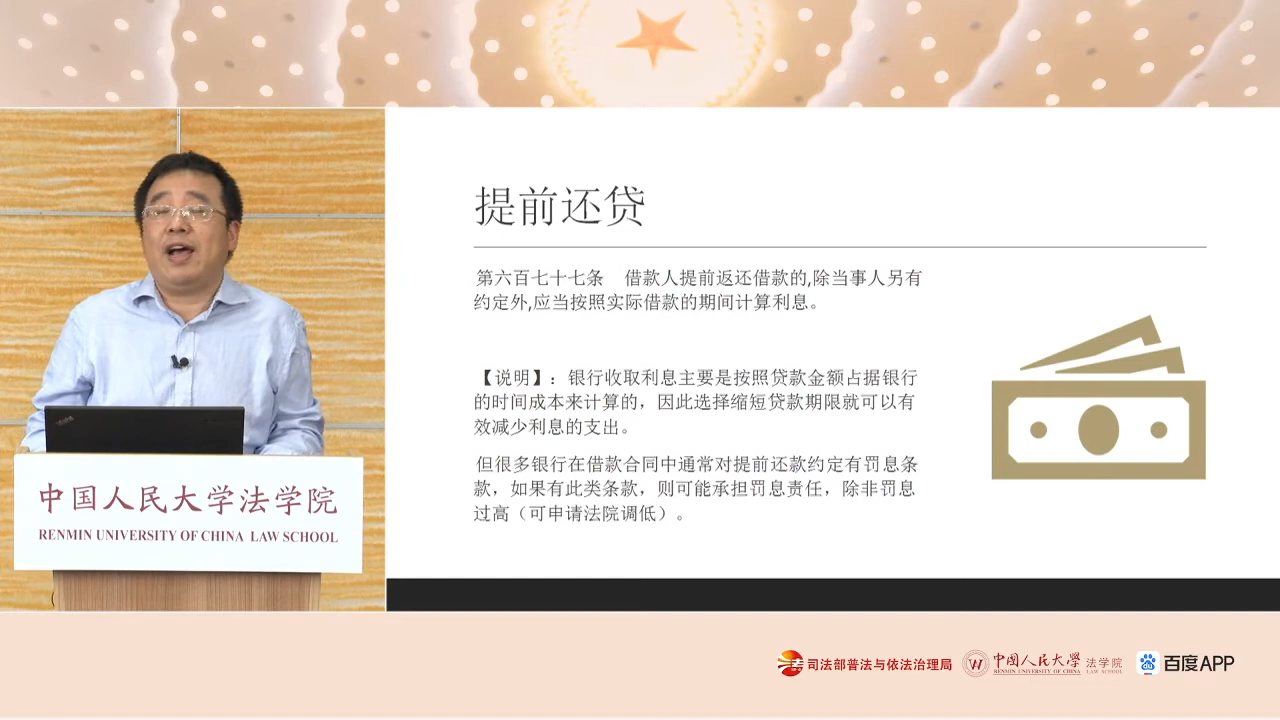 提前还贷
第六百七十七条 借款人提前返还借款的,除当事人另有
约定外,应当按照实际借款的期间计算利息。
【说明】：银行收取利息主要是按照贷款金额占据银行
的时间成本来计算的，因此选择缩短贷款期限就可以有
效减少利息的支出。
但很多银行在借款合同中通常对提前还款约定有罚息条
款，如果有此类条款，则可能承担罚息责任，除非罚息
过高（可申请法院调低）。
中国人民大学法学院
RENMIN UNIVERSITY OF CHINA LAW SCHOOL
司法部普法与依法治理局
中国人民大学 法学院
RENMIN UNIVERSITY OF CHINA LAW SCHOOL
百度APP